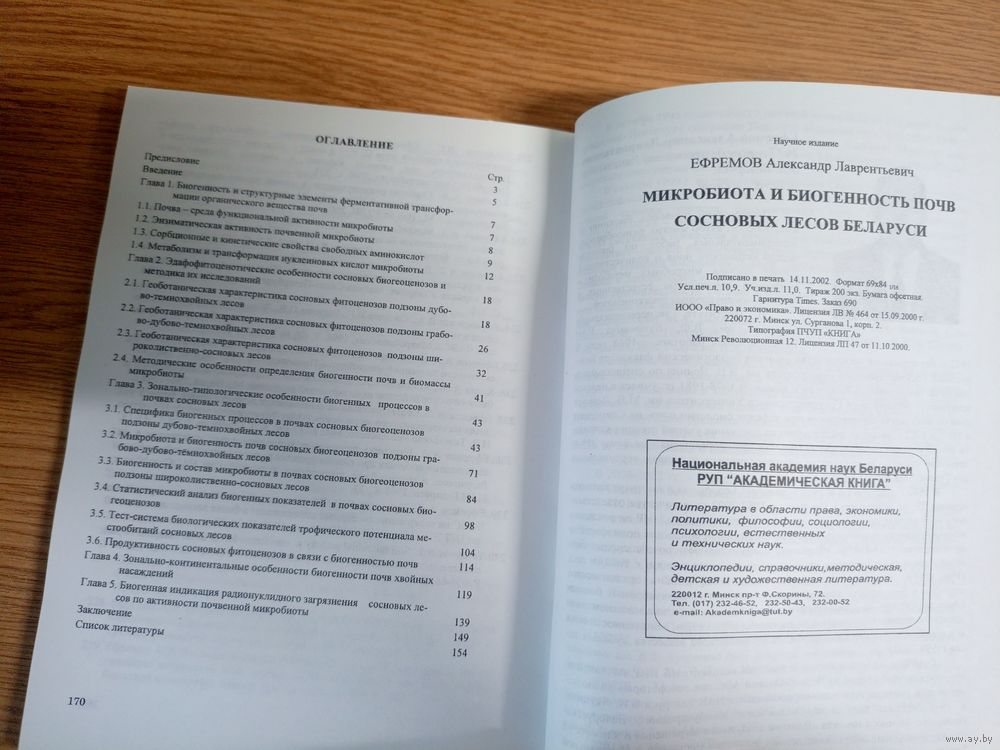 ОГЛАВЛЕНИЕ
Стр.
Предисловие 3
Введение 5
Глава 1. Биогенность и структурные элементы ферментативной трансфор-
мации органического вещества почв 7
1.1. Почва – среда функциональной активности микробиоты 7
1.2. Энзиматическая активность почвенной микробиоты 8
1.3. Сорбционные и кинетические свойства свободных аминокислот 9
1.4. Метаболизм и трансформация нуклеиновых кислот микробиоты 12
Глава 2. Эдафофитоценотические особенности сосновых биогеоценозов и
методика их исследований 18
2.1. Геоботаническая характеристика сосновых фитоценозов подзоны дубо-
во-темнохвойных лесов 18
2.2. Геоботаническая характеристика сосновых фитоценозов подзоны грабо-
во-дубово-темнохвойных лесов 26
2.3. Геоботаническая характеристика сосновых фитоценозов подзоны ши-
роколиственно-сосновых лесов 32
2.4. Методические особенности определения биогенности почв и биомассы
микробиоты 41
Глава 3. Зонально-типологические особенности биогенных процессов в
почвах сосновых лесов 43
3.1. Специфика биогенных процессов в почвах сосновых биогеоценозов
подзоны дубово-темнохвойных лесов 43
3.2. Микробиота и биогенность почв сосновых биогеоценозов подзоны гра-
бово-дубово-тёмнохвойных лесов 71
3.3. Биогенность и состав микробиоты в почвах сосновых биогеоценозов
подзоны широколиственно-сосновых лесов 84
3.4. Статистический анализ биогенных показателей в почвах сосновых био-
геоценозов 98
3.5. Тест-система биологических показателей трофического потенциала ме-
стообитаний сосновых лесов 104
3.6. Продуктивность сосновых фитоценозов в связи с биогенностью почв 114
Глава 4. Зонально-континентальные особенности биогенности почв хвойных
насаждений 119
Глава 5. Биогенная индикация радионуклидного загрязнения сосновых ле-
сов по активности почвенной микробиоты 139
Заключение 149
Список литературы 154
170
Научное издание
ЕФРЕМОВ Александр Лаврентьевич
МИКРОБИОТА И БИОГЕННОСТЬ ПОЧВ
СОСНОВЫХ ЛЕСОВ БЕЛАРУСИ
Подписано в печать 14.11.2002. Формат 69х84 1/16
Усл.печ.л. 10,9. Уч.изд.л. 11,0. Тираж 200 экз. Бумага офсетная.
Гарнитура Times. Заказ 690
ИООО «Право и экономика». Лицензия ЛВ № 464 от 15.09.2000 г.
220072 г. Минск ул. Сурганова 1, корп. 2.
Типография ПЧУП «КНИГА»
Минск Революционная 12. Лицензия ЛП 47 от 11.10.2000.
Национальная академия наук Беларуси
РУП "АКАДЕМИЧЕСКАЯ КНИГА"
Литература в области права, экономики,
политики, философии, социологии,
психологии, естественных
и технических наук.
Энциклопедии, справочники,методическая,
детская и художественная литература.
220012 г. Минск пр-т Ф.Скорины, 72.
Тел. (017) 232-46-52, 232-50-43, 232-00-52
e-mail: Akademkniga@tut.by
www.ay.by